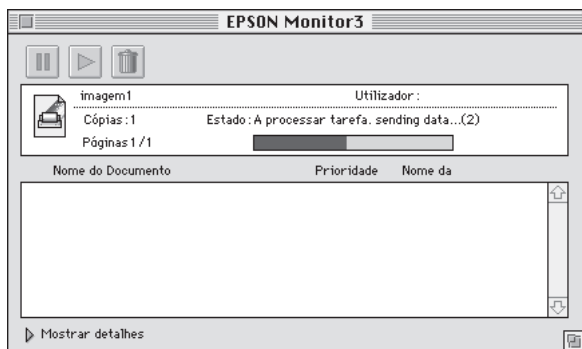 EPSON Monitor3
imagem1 Utilizador :
Cópias :1 Estado :A processar tarefa. sending data...(2)
Páginas 1/1
Nome do Documento Prioridade Nome da
Mostrar detalhes